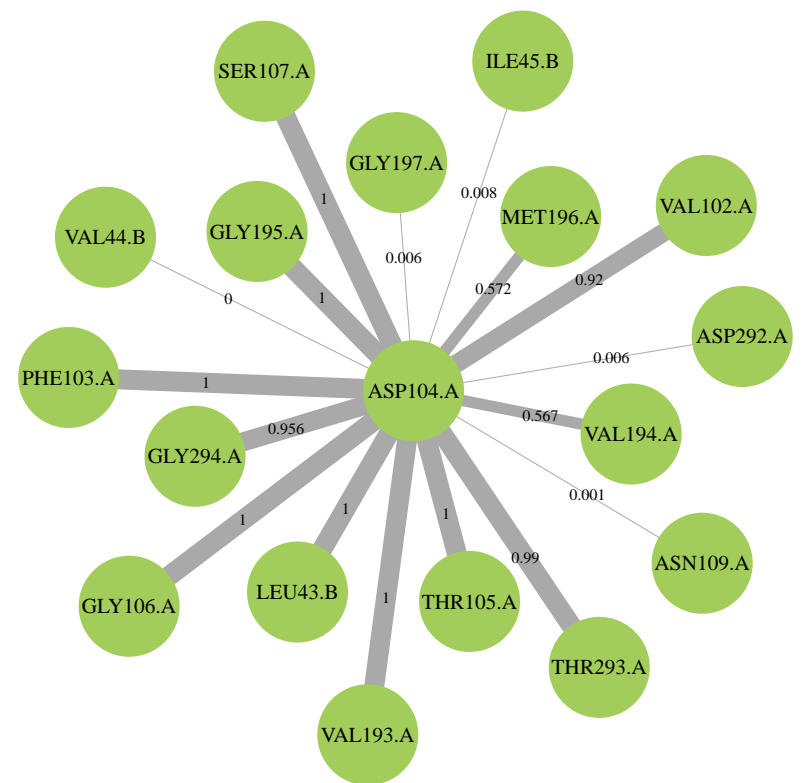 ILE45.B
SER107.A
GLY197.A
0.008
1
MET196.A
VAL102.A
GLY195.A
VAL44.B
0.006
0.572
0.92
1
0
ASP292.A
0.006
PHE103.A
1
ASP104.A
0.567
0.956
VAL194.A
GLY294.A
0.001
1
1
1
0.99
ASN109.A
LEU43.B
THR105.A
GLY106.A
1
THR293.A
VAL193.A